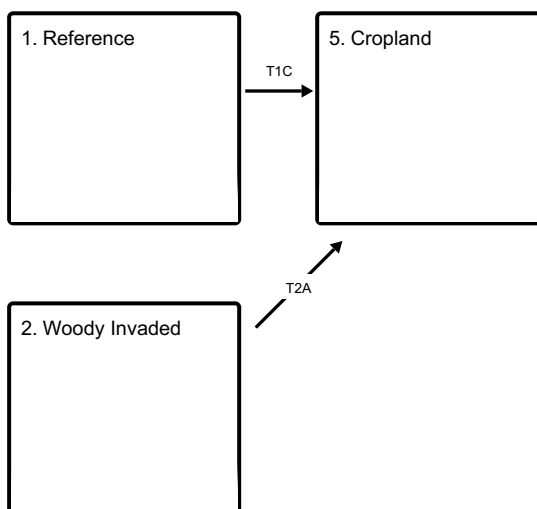 1. Reference
5. Cropland
T1C
T2A
2. Woody Invaded